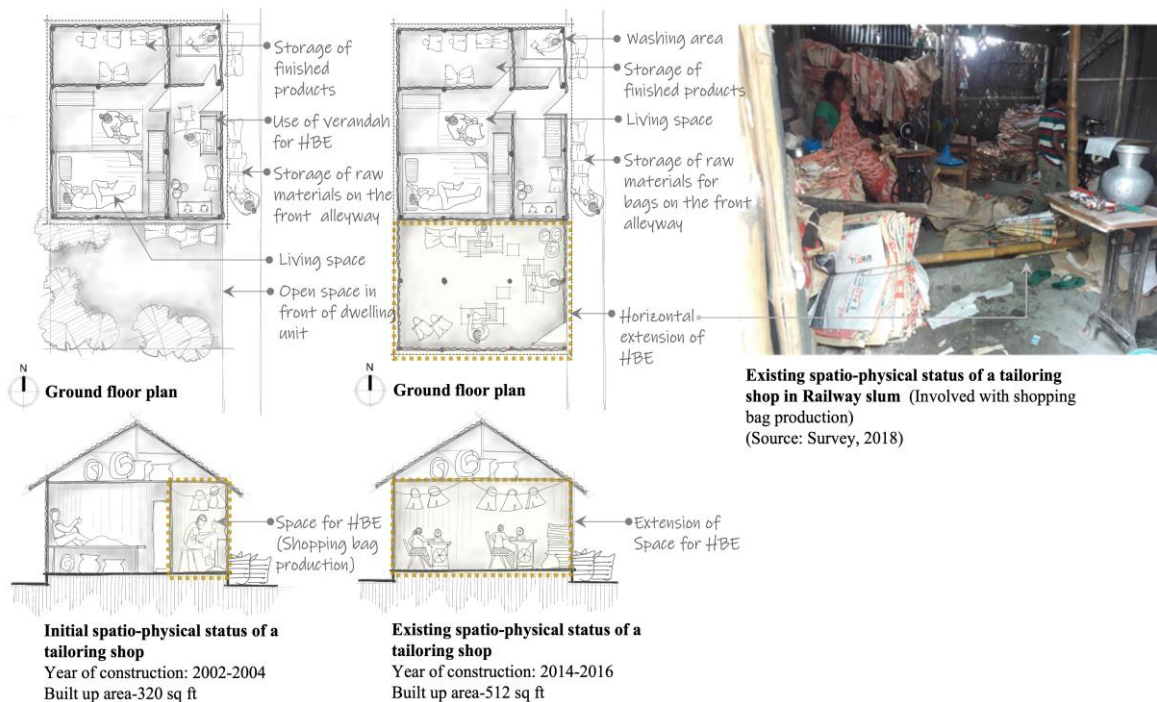 Storage of
finished
products
Use of verandah
for HBE
Storage of raw
materials on the
front alleyway
Living space
Open space in
front of dwelling
unit
N
Ground floor plan
Washing area
Storage of
finished products
Living space
Storage of raw
materials for
bags on the front
alleyway
Horizontal
extension of
HBE
N
Ground floor plan
Existing spatio-physical status of a tailoring
shop in Railway slum (Involved with shopping
bag production)
(Source: Survey, 2018)
Space for HBE
(Shopping bag
production)
Initial spatio-physical status of a
tailoring shop
Year of construction: 2002-2004
Built up area-320 sq ft
Extension of
Space for HBE
Existing spatio-physical status of a
tailoring shop
Year of construction: 2014-2016
Built up area-512 sq ft